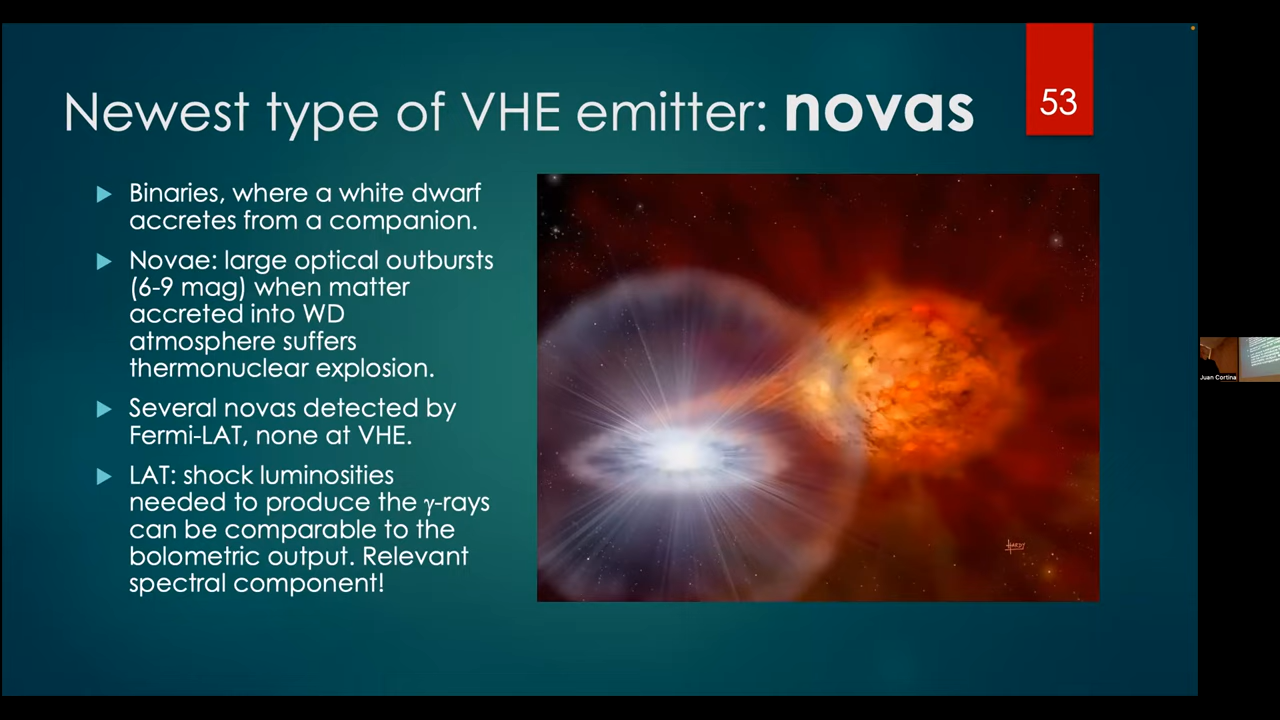 Newest type of VHE emitter: novas
53
Binaries, where a white dwarf
accretes from a companion.
Novae: large optical outbursts
(6-9 mag) when matter
accreted into WD
atmosphere suffers
thermonuclear explosion.
Several novas detected by
Fermi-LAT, none at VHE.
LAT: shock luminosities
needed to produce the γ-rays
can be comparable to the
bolometric output. Relevant
spectral component!
HARDY
Juan Cortina